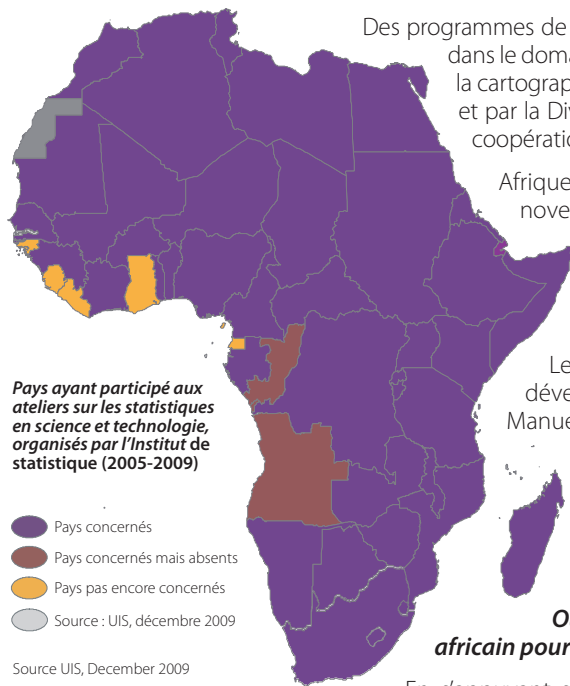 Des programmes de
dans le doma
la cartograp
et par la Di
coopératio
Afrique
nove
Le
déve
Manue
Pays ayant participé aux
ateliers sur les statistiques
en science et technologie,
organisés par l'Institut de
statistique (2005-2009)
Pays concernés
Pays concernés mais absents
Pays pas encore concernés
Source : UIS, décembre 2009
Source UIS, December 2009
O
africain pour